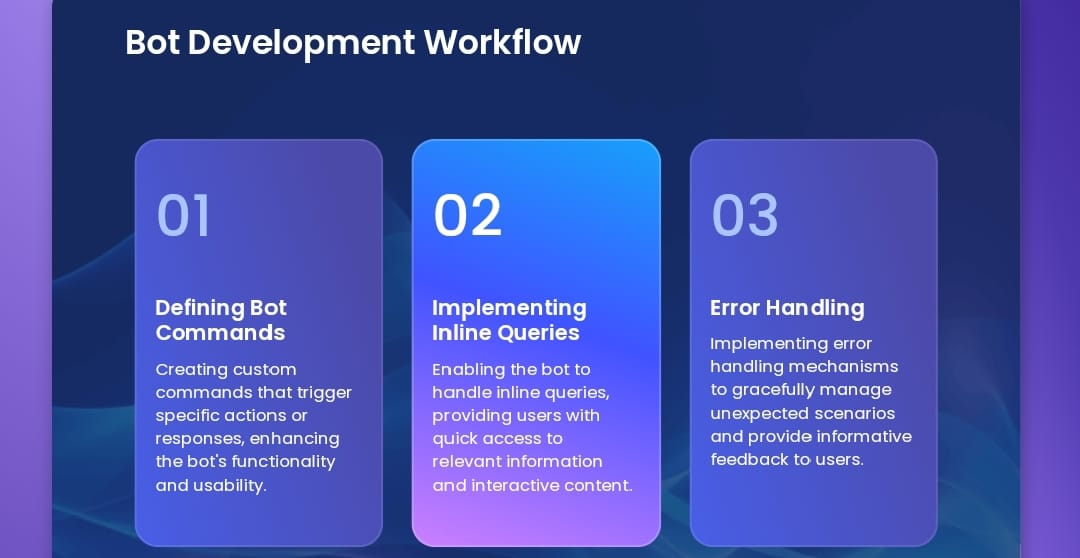 Bot Development Workflow
01
Defining Bot
Commands
Creating custom
commands that trigger
specific actions or
responses, enhancing
the bot's functionality
and usability.
02
Implementing
Inline Queries
Enabling the bot to
handle inline queries,
providing users with
quick access to
relevant information
and interactive content.
03
Error Handling
Implementing error
handling mechanisms
to gracefully manage
unexpected scenarios
and provide informative
feedback to users.